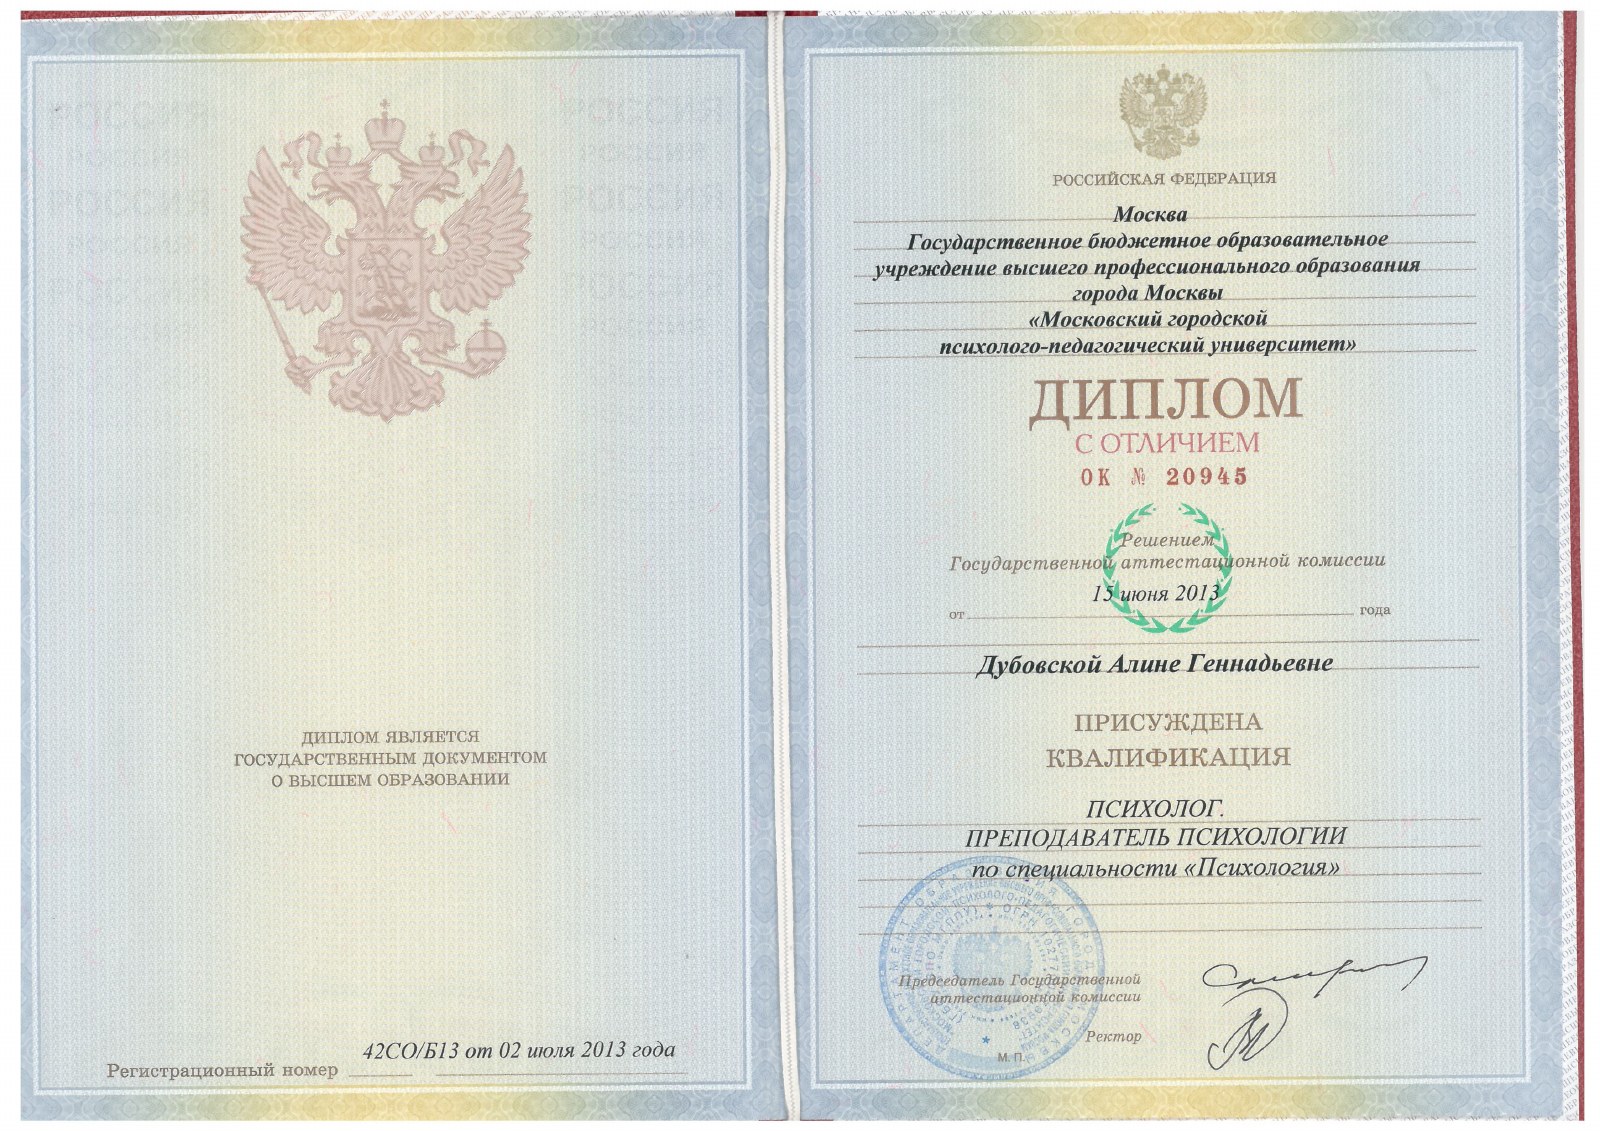 РОССИЯ РОССИЯ
РОССИЯ РОССИЯ
РОССИЯ РОССИЯ
РОССИЯ РОССИЯ
ДИПЛОМ ЯВЛЯЕТСЯ
ГОСУДАРСТВЕННЫМ ДОКУМЕНТОМ
О ВЫСШЕМ ОБРАЗОВАНИИ
Регистрационный номер 42СО/Б13 от 02 июля 2013 года
РОССИЙСКАЯ ФЕДЕРАЦИЯ
Москва
Государственное бюджетное образовательное
учреждение высшего профессионального образования
города Москвы
«Московский городской
психолого-педагогический университет»
ДИПЛОМ
С ОТЛИЧИЕМ
ОК № 20945
Решением
Государственной аттестационной комиссии
от 15 июня 2013 года
Дубовской Алине Геннадьевне
ПРИСУЖДЕНА
КВАЛИФИКАЦИЯ
ПСИХОЛОГ.
ПРЕПОДАВАТЕЛЬ ПСИХОЛОГИИ
по специальности «Психология»
Председатель Государственной
аттестационной комиссии
Ректор
М. П.